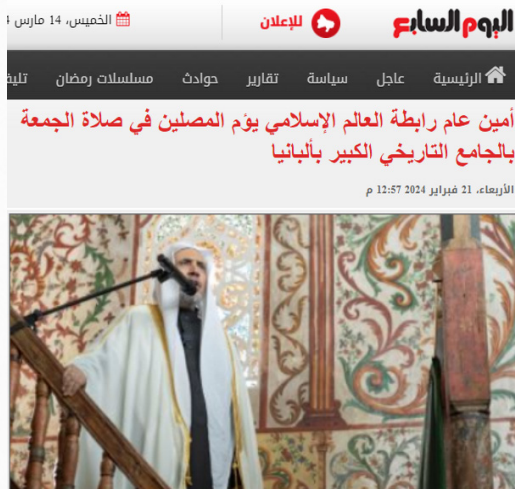 اليوم السابع
للإعلان
الخميس، 14 مارس
الرئيسية عاجل سياسة تقارير حوادث مسلسلات رمضان
أمين عام رابطة العالم الإسلامي يؤم المصلين في صلاة الجمعة
بالجامع التاريخي الكبير بألبانيا
الأربعاء، 21 فبراير 2024 12:57 م